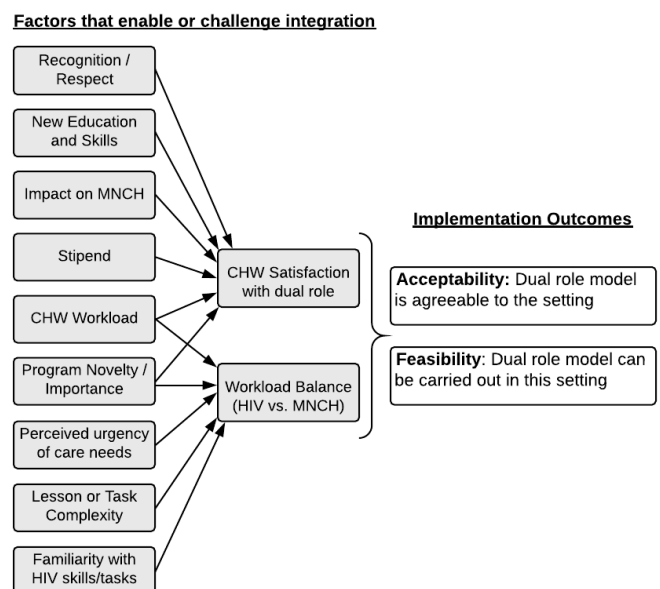 Factors that enable or challenge integration
Recognition /
Respect
New Education
and Skills
Impact on MNCH
Stipend
CHW Workload
Program Novelty /
Importance
Perceived urgency
of care needs
Lesson or Task
Complexity
Familiarity with
HIV skills/tasks
CHW Satisfaction
with dual role
Workload Balance
(HIV vs. MNCH)
Implementation Outcomes
Acceptability: Dual role model
is agreeable to the setting
Feasibility: Dual role model can
be carried out in this setting